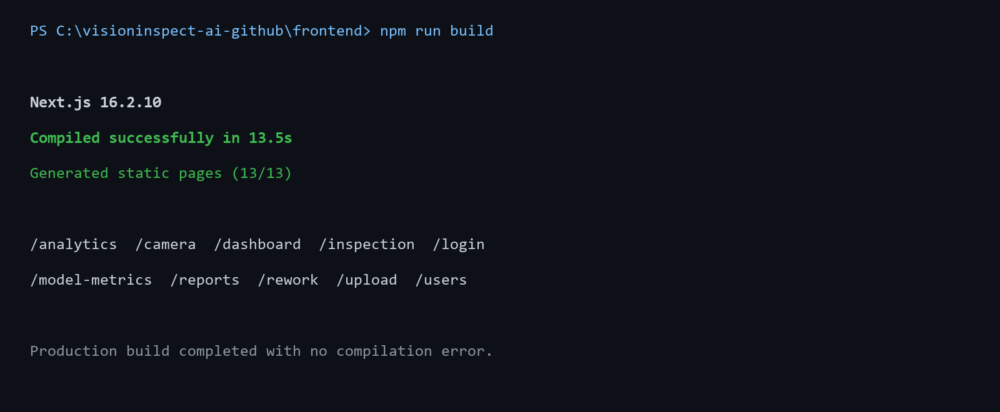 PS C:\visioninspect-ai-github\frontend> npm run build
Next.js 16.2.10
Compiled successfully in 13.5s
Generated static pages (13/13)
/analytics  /camera  /dashboard  /inspection  /login
/model-metrics  /reports  /rework  /upload  /users
Production build completed with no compilation error.